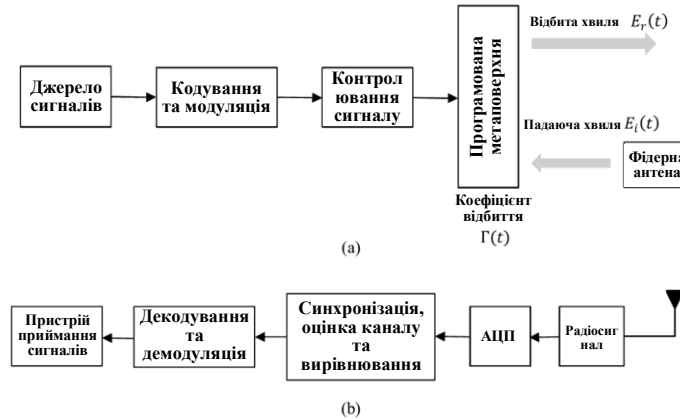 Відбита хвиля E_r(t)
Джерело
сигналів
Кодування
та модуляція
Контрол
ювання
сигналу
Програмована
метаповерхня
Падаюча хвиля E_i(t)
Фідерна
антена
Коефіцієнт
відбиття
Γ(t)
(a)
Пристрій
приймання
сигналів
Декодування
та
демодуляція
Синхронізація,
оцінка каналу
та
вирівнювання
АЦП
Радіосиг
нал
(b)